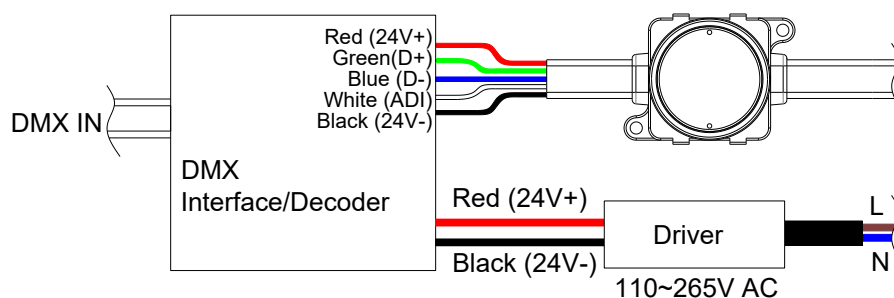 Red (24V+)
Green(D+)
Blue (D-)
White (ADI)
Black (24V-)
DMX IN
DMX
Interface/Decoder
Red (24V+)
Black (24V-)
Driver
110~265V AC
L
N